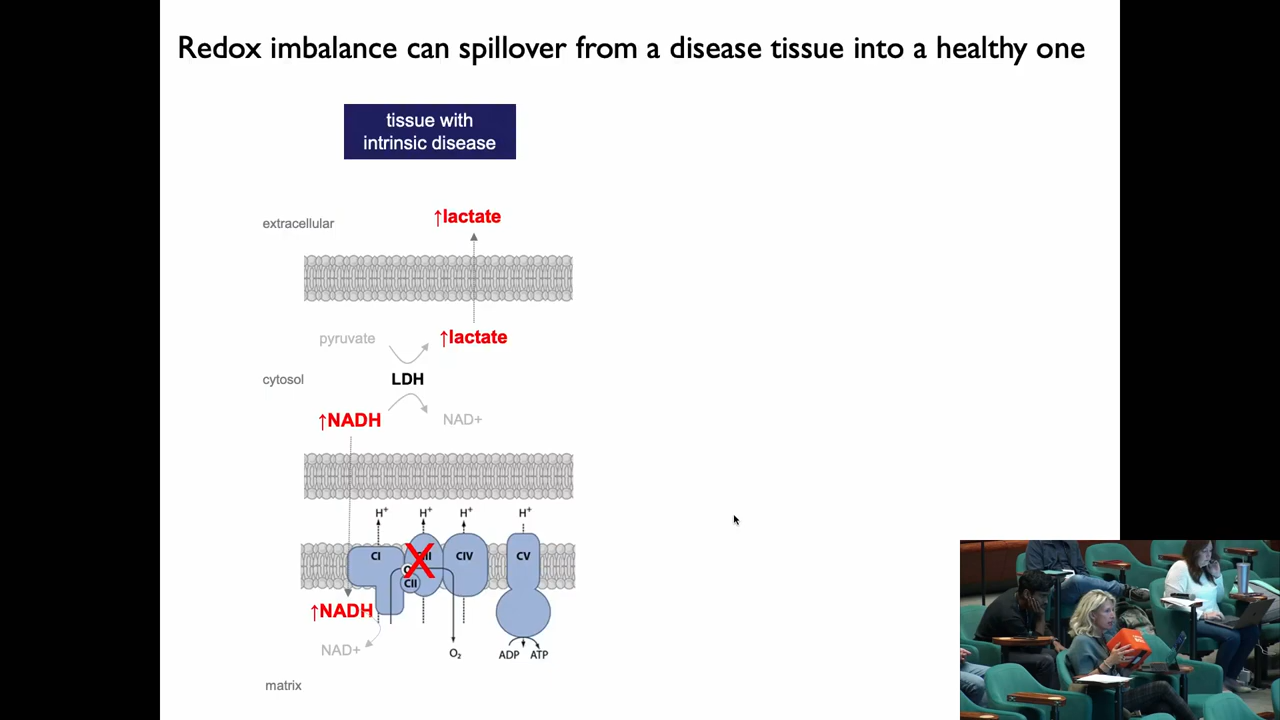 Redox imbalance can spillover from a disease tissue into a healthy one
tissue with
intrinsic disease
extracellular
↑lactate
pyruvate
↑lactate
cytosol
LDH
↑NADH
NAD+
H+ H+ H+ H+
CI
CIV
CV
CII
↑NADH
NAD+
O₂
ADP ATP
matrix